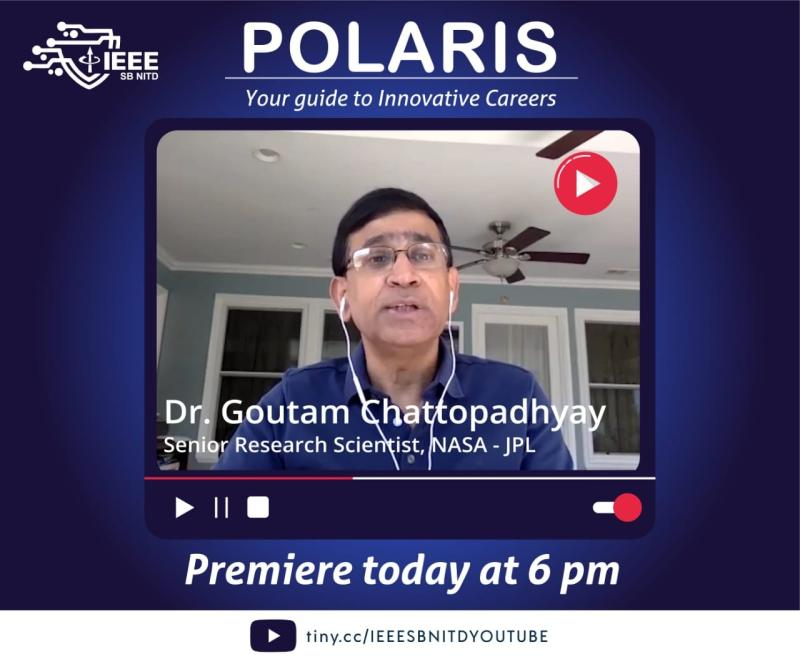 IEEE
SB NITD
POLARIS
Your guide to Innovative Careers
Dr. Goutam Chattopadhyay
Senior Research Scientist, NASA - JPL
Premiere today at 6 pm
tiny.cc/IEEESBNITDYOUTUBE